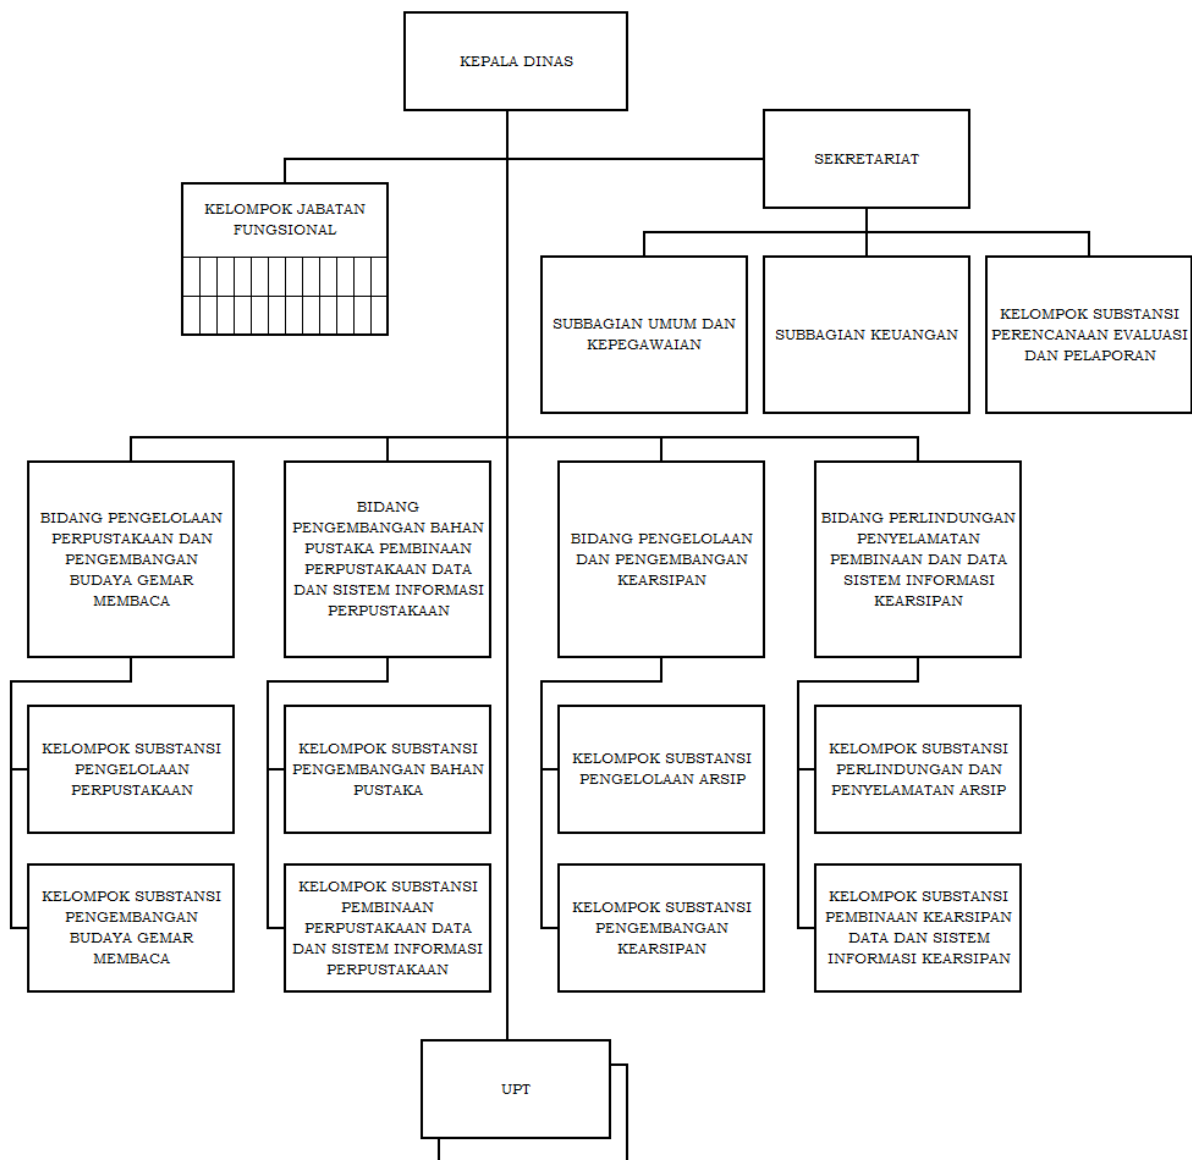 KEPALA DINAS
SEKRETARIAT
KELOMPOK JABATAN
FUNGSIONAL
SUBBAGIAN UMUM DAN
KEPEGAWAIAN
SUBBAGIAN KEUANGAN
KELOMPOK SUBSTANSI
PERENCANAAN EVALUASI
DAN PELAPORAN
BIDANG PENGELOLAAN
PERPUSTAKAAN DAN
PENGEMBANGAN
BUDAYA GEMAR
MEMBACA
BIDANG
PENGEMBANGAN BAHAN
PUSTAKA PEMBINAAN
PERPUSTAKAAN DATA
DAN SISTEM INFORMASI
PERPUSTAKAAN
BIDANG PENGELOLAAN
DAN PENGEMBANGAN
KEARSIPAN
BIDANG PERLINDUNGAN
PENYELAMATAN
PEMBINAAN DAN DATA
SISTEM INFORMASI
KEARSIPAN
KELOMPOK SUBSTANSI
PENGELOLAAN
PERPUSTAKAAN
KELOMPOK SUBSTANSI
PENGEMBANGAN BAHAN
PUSTAKA
KELOMPOK SUBSTANSI
PENGELOLAAN ARSIP
KELOMPOK SUBSTANSI
PERLINDUNGAN DAN
PENYELAMATAN ARSIP
KELOMPOK SUBSTANSI
PENGEMBANGAN
BUDAYA GEMAR
MEMBACA
KELOMPOK SUBSTANSI
PEMBINAAN
PERPUSTAKAAN DATA
DAN SISTEM INFORMASI
PERPUSTAKAAN
KELOMPOK SUBSTANSI
PENGEMBANGAN
KEARSIPAN
KELOMPOK SUBSTANSI
PEMBINAAN KEARSIPAN
DATA DAN SISTEM
INFORMASI KEARSIPAN
UPT